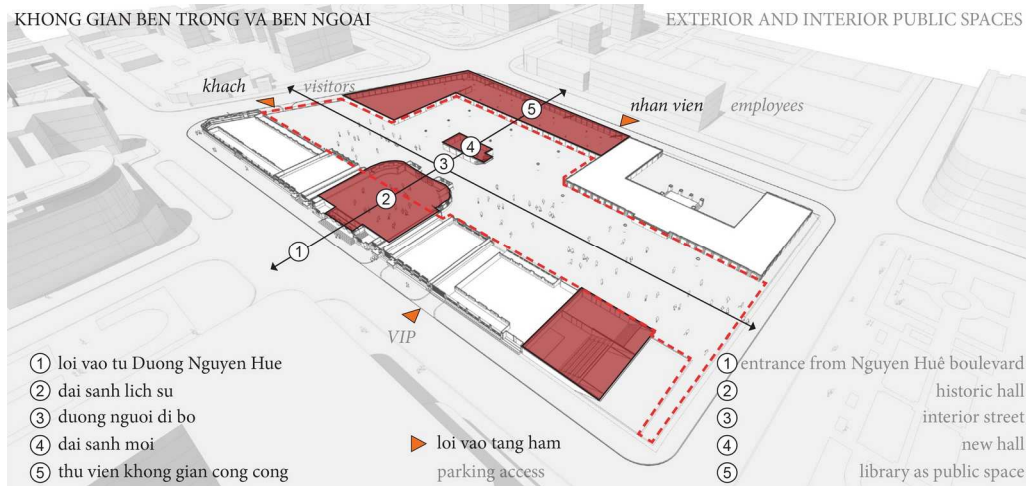 KHONG GIAN BEN TRONG VA BEN NGOAI
EXTERIOR AND INTERIOR PUBLIC SPACES
khach visitors
nhan vien employees
5
4
3
2
1
VIP
1 loi vao tu Duong Nguyen Hue
2 dai sanh lich su
3 duong nguoi di bo
4 dai sanh moi
5 thu vien khong gian cong cong
loi vao tang ham
parking access
1 entrance from Nguyen Huê boulevard
2 historic hall
3 interior street
4 new hall
5 library as public space